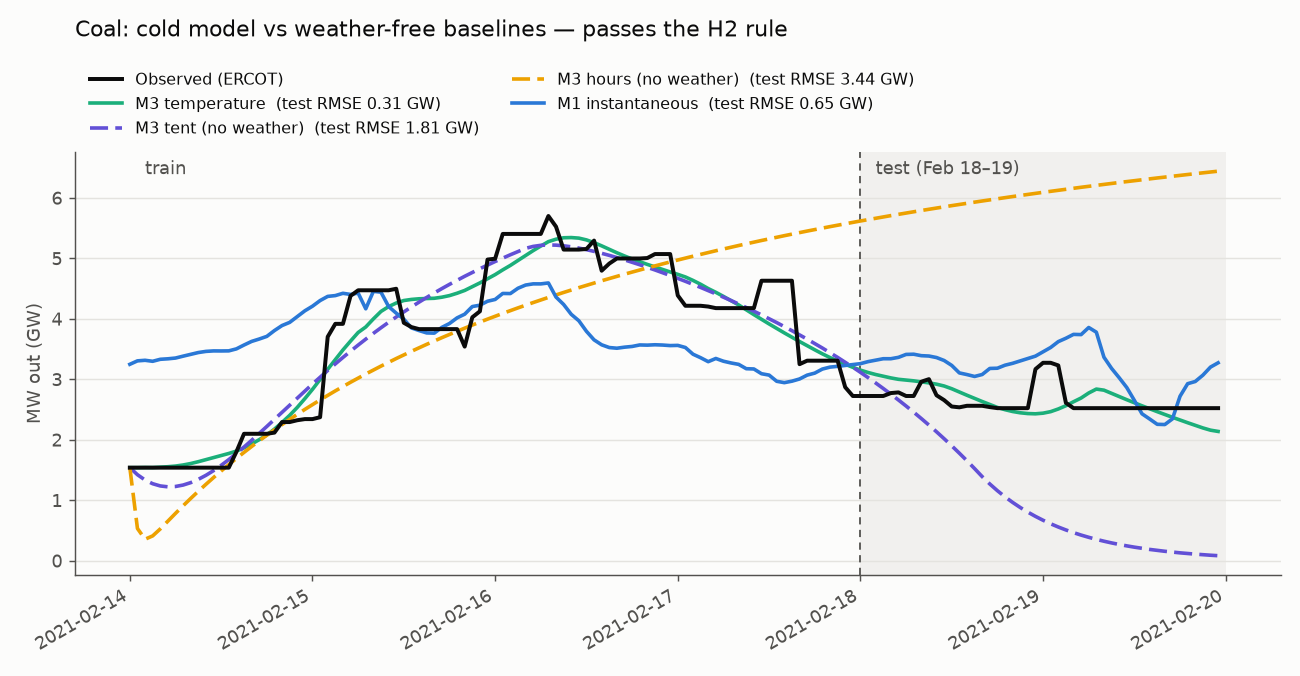 Coal: cold model vs weather-free baselines — passes the H2 rule
Observed (ERCOT)
M3 temperature  (test RMSE 0.31 GW)
M3 tent (no weather)  (test RMSE 1.81 GW)
M3 hours (no weather)  (test RMSE 3.44 GW)
M1 instantaneous  (test RMSE 0.65 GW)
train
test (Feb 18–19)
MW out (GW)
6
5
4
3
2
1
0
2021-02-14
2021-02-15
2021-02-16
2021-02-17
2021-02-18
2021-02-19
2021-02-20